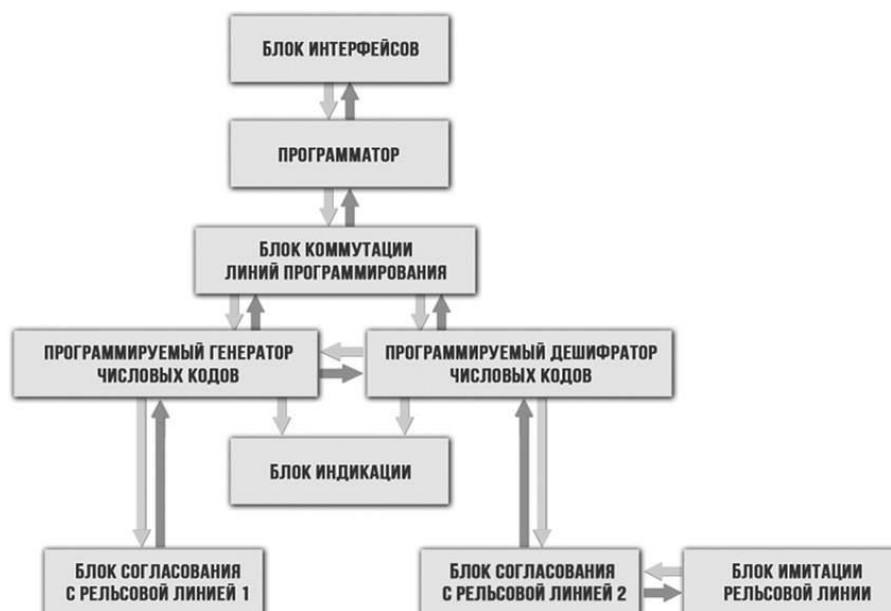 БЛОК ИНТЕРФЕЙСОВ
ПРОГРАММАТОР
БЛОК КОММУТАЦИИ
ЛИНИЙ ПРОГРАММИРОВАНИЯ
ПРОГРАММИРУЕМЫЙ ГЕНЕРАТОР
ЧИСЛОВЫХ КОДОВ
ПРОГРАММИРУЕМЫЙ ДЕШИФРАТОР
ЧИСЛОВЫХ КОДОВ
БЛОК ИНДИКАЦИИ
БЛОК СОГЛАСОВАНИЯ
С РЕЛЬСОВОЙ ЛИНИЕЙ 1
БЛОК СОГЛАСОВАНИЯ
С РЕЛЬСОВОЙ ЛИНИЕЙ 2
БЛОК ИМИТАЦИИ
РЕЛЬСОВОЙ ЛИНИИ